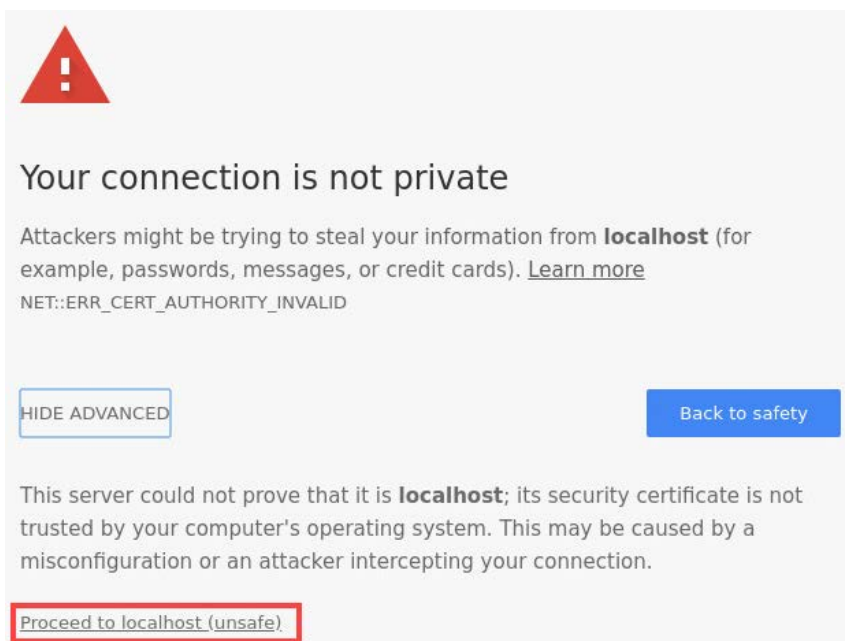 Your connection is not private
Attackers might be trying to steal your information from localhost (for
example, passwords, messages, or credit cards). Learn more
NET::ERR_CERT_AUTHORITY_INVALID
HIDE ADVANCED
Back to safety
This server could not prove that it is localhost; its security certificate is not
trusted by your computer's operating system. This may be caused by a
misconfiguration or an attacker intercepting your connection.
Proceed to localhost (unsafe)